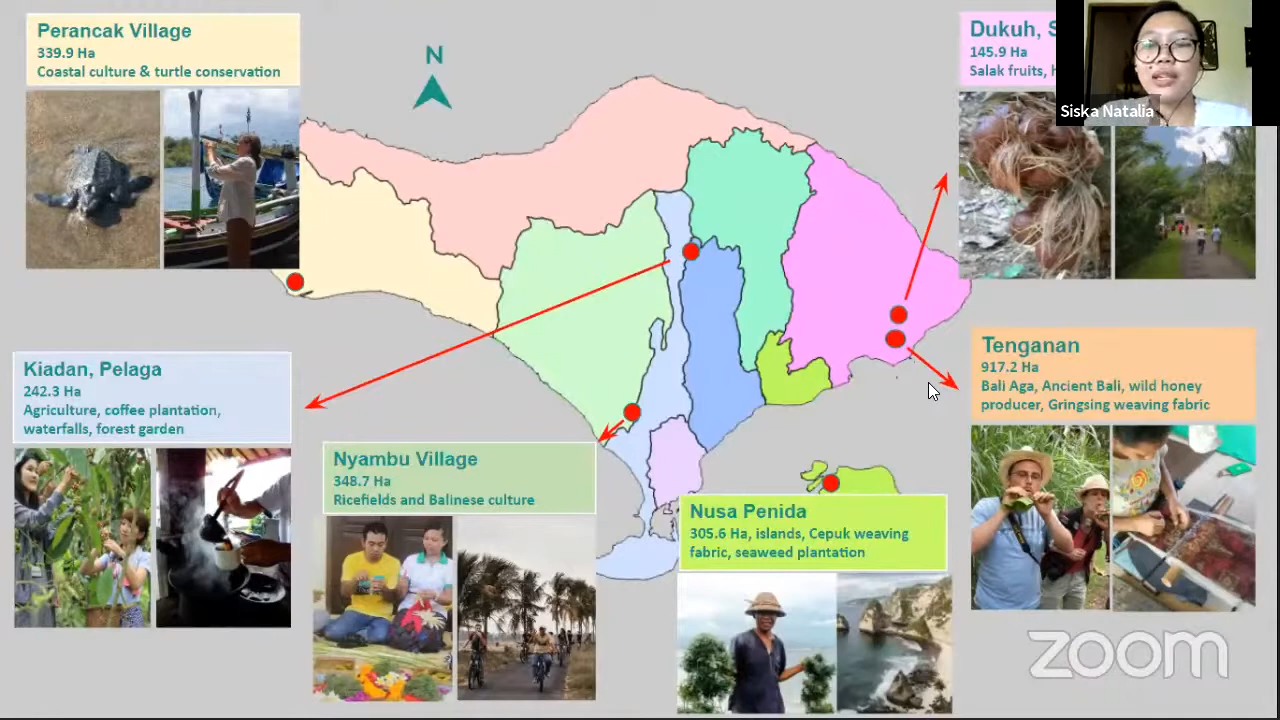 Perancak Village
339.9 Ha
Coastal culture & turtle conservation
N
Dukuh,
145.9 Ha
Salak fruits,
Siska Natalia
Kiadan, Pelaga
242.3 Ha
Agriculture, coffee plantation,
waterfalls, forest garden
Nyambu Village
348.7 Ha
Ricefields and Balinese culture
Nusa Penida
305.6 Ha, islands, Cepuk weaving
fabric, seaweed plantation
Tenganan
917.2 Ha
Bali Aga, Ancient Bali, wild honey
producer, Gringsing weaving fabric
zoom